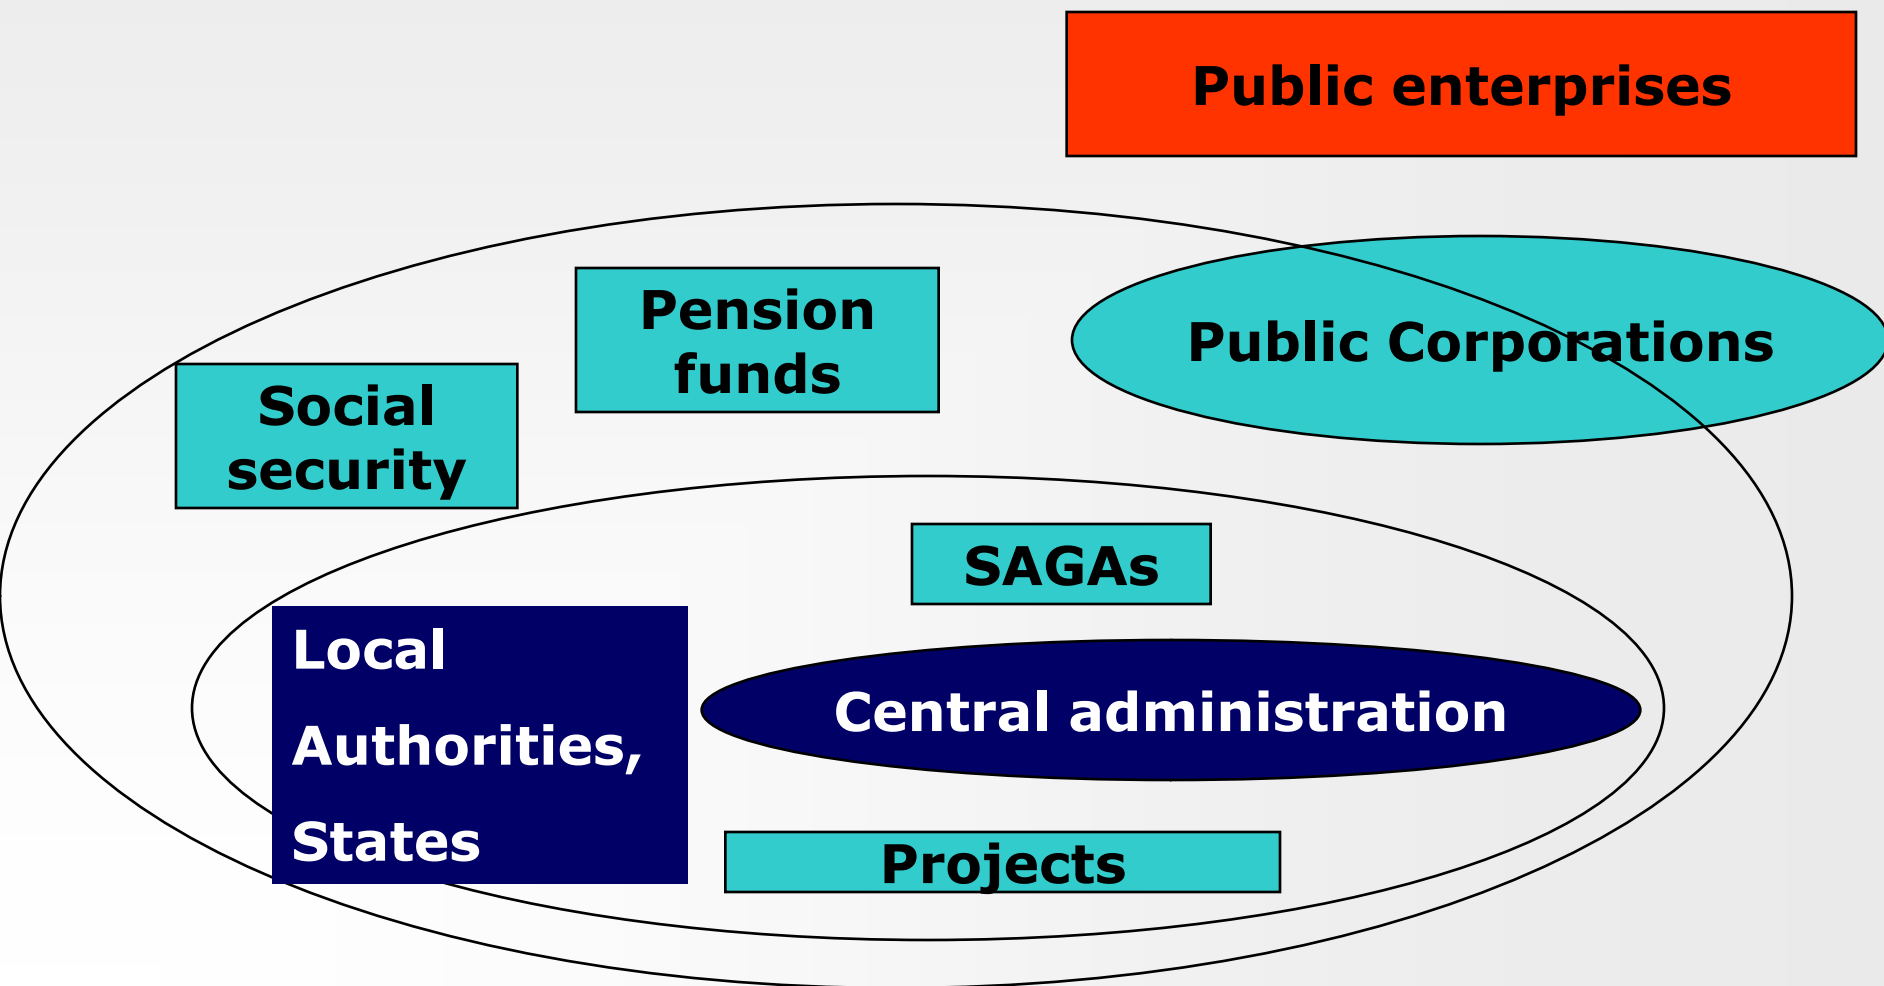 Public enterprises
Pension
funds
Public Corporations
Social
security
SAGAs
Local
Authorities,
States
Central administration
Projects